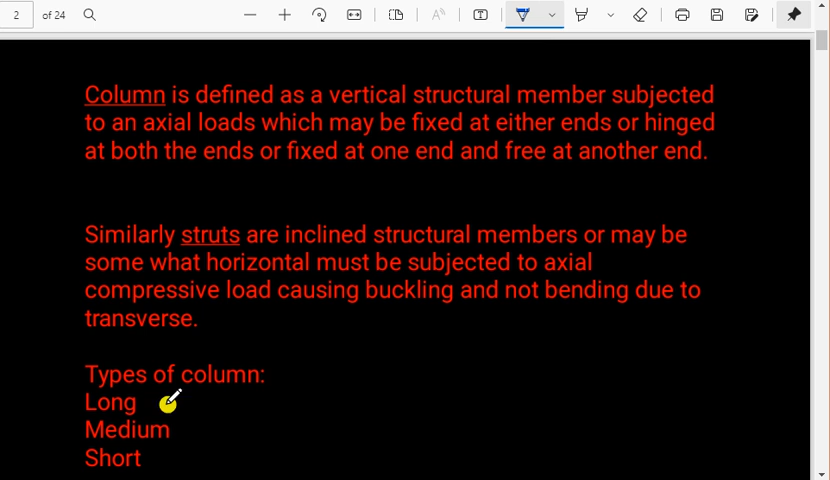 2 of 24
Column is defined as a vertical structural member subjected
to an axial loads which may be fixed at either ends or hinged
at both the ends or fixed at one end and free at another end.
Similarly struts are inclined structural members or may be
some what horizontal must be subjected to axial
compressive load causing buckling and not bending due to
transverse.
Types of column:
Long
Medium
Short